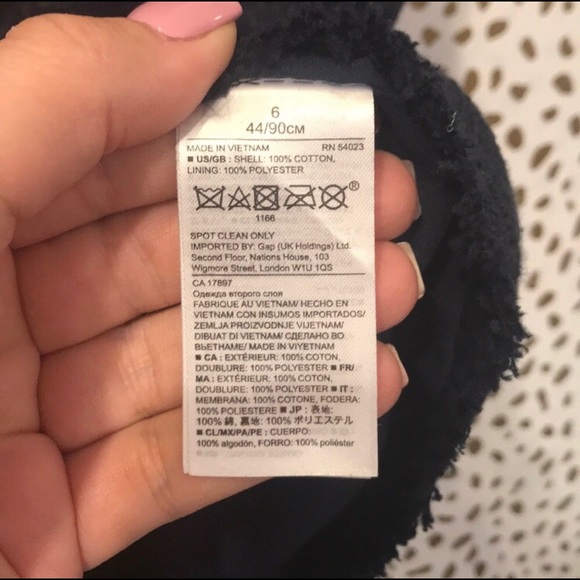 6
44/90CM
MADE IN VIETNAM RN 54023
■ US/GB : SHELL: 100% COTTON,
LINING: 100% POLYESTER
®
1166
SPOT CLEAN ONLY
IMPORTED BY: Gap (UK Holdings) Ltd.
Second Floor, Nations House, 103
Wigmore Street, London W1U 1QS
CA 17897
Одежда второго слоя
FABRIQUÉ AU VIETNAM/ HECHO EN
VIETNAM CON INSUMOS IMPORTADOS/
ZEMLJA PROIZVODNJE VIJETNAM/
DIBUAT DI VIETNAM/ СДЕЛАНО ВО
ВЬЕТНАМЕ/ MADE IN VIYETNAM
■ CA : EXTÉRIEUR: 100% COTON,
DOUBLURE: 100% POLYESTER ■ FR/
MA : EXTÉRIEUR: 100% COTON,
DOUBLURE: 100% POLYESTER ■ IT :
MEMBRANA: 100% COTONE, FODERA:
100% POLIESTERE ■ JP : 表地:
100% 綿, 裏地: 100% ポリエステル
■ CL/MX/PA/PE : CUERPO:
100% algodón, FORRO: 100% poliéster